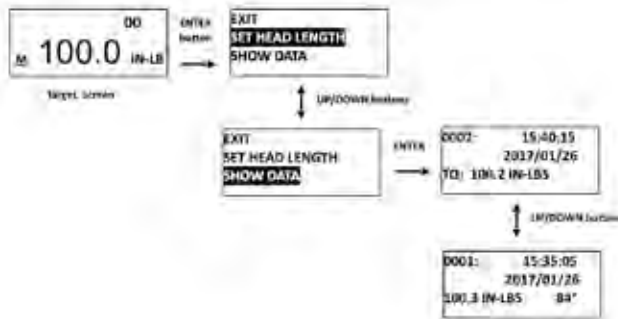 00
M 100.0 IN-LB
Target Screen
ENTER
button
EXIT
SET HEAD LENGTH
SHOW DATA
UP/DOWN buttons
EXIT
SET HEAD LENGTH
SHOW DATA
ENTER
0002: 15:40:15
2017/01/26
TQ: 100.2 IN-LBS
UP/DOWN buttons
0001: 15:35:05
2017/01/26
100.3 IN-LBS 84°